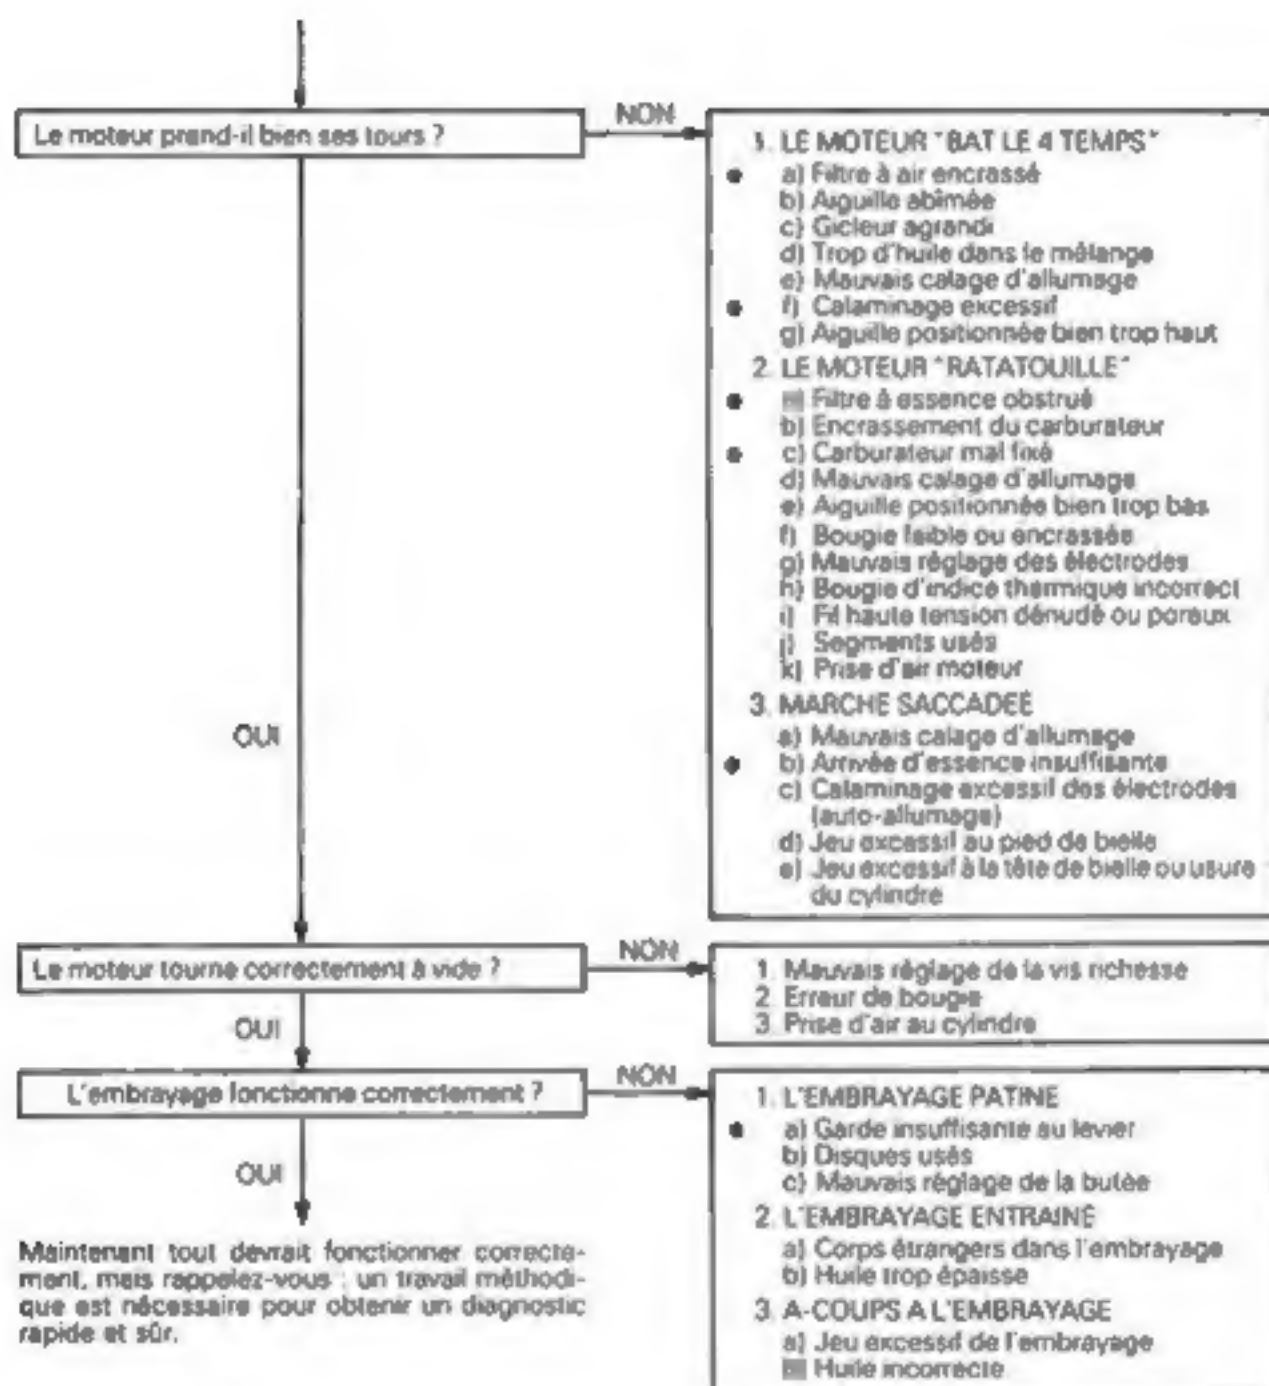 Le moteur prend-il bien ses tours ?
NON
1. LE MOTEUR "BAT LE 4 TEMPS"
● a) Filtre à air encrassé
b) Aiguille abîmée
c) Gicleur agrandi
d) Trop d'huile dans le mélange
e) Mauvais calage d'allumage
● f) Calaminage excessif
g) Aiguille positionnée bien trop haut
2. LE MOTEUR "RATATOUILLE"
● Filtre à essence obstrué
b) Encrassement du carburateur
● c) Carburateur mal fixé
d) Mauvais calage d'allumage
e) Aiguille positionnée bien trop bas
f) Bougie faible ou encrassée
g) Mauvais réglage des électrodes
h) Bougie d'indice thermique incorrect
i) Fil haute tension dénudé ou poreux
j) Segments usés
k) Prise d'air moteur
3. MARCHE SACCADEÉ
a) Mauvais calage d'allumage
● b) Arrivée d'essence insuffisante
c) Calaminage excessif des électrodes
(auto-allumage)
d) Jeu excessif au pied de bielle
e) Jeu excessif à la tête de bielle ou usure
du cylindre
OUI
Le moteur tourne correctement à vide ?
NON
1. Mauvais réglage de la vis richesse
2. Erreur de bougie
3. Prise d'air au cylindre
OUI
L'embrayage fonctionne correctement ?
NON
1. L'EMBRAYAGE PATINE
● a) Garde insuffisante au levier
b) Disques usés
c) Mauvais réglage de la butée
2. L'EMBRAYAGE ENTRAINE
a) Corps étrangers dans l'embrayage
b) Huile trop épaisse
3. A-COUPS A L'EMBRAYAGE
a) Jeu excessif de l'embrayage
Huile incorrecte
OUI
Maintenant tout devrait fonctionner correcte-
ment, mais rappelez-vous : un travail méthodi-
que est nécessaire pour obtenir un diagnostic
rapide et sûr.